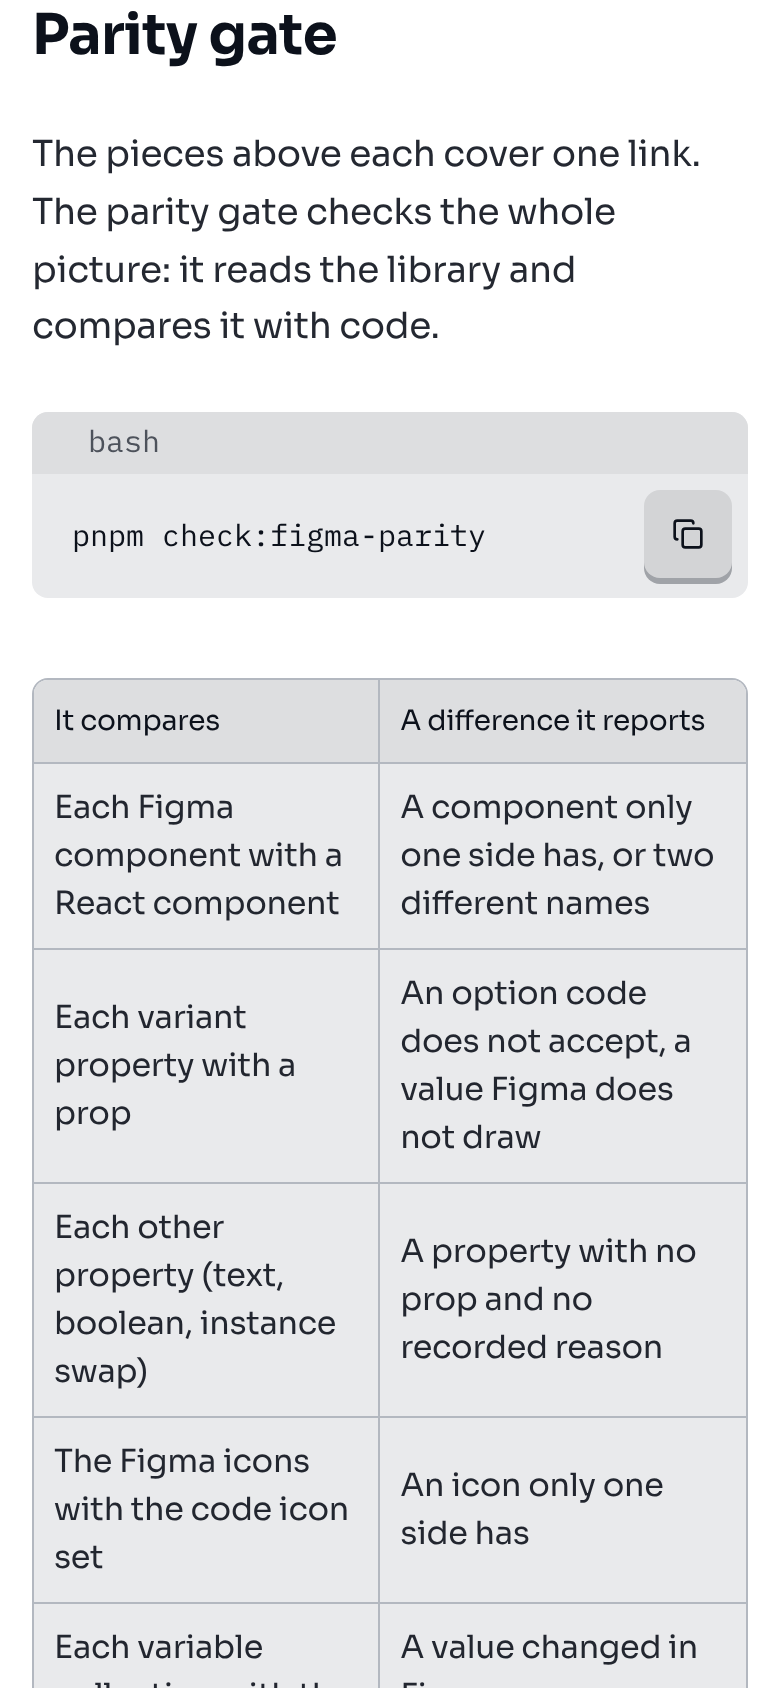 Parity gate
The pieces above each cover one link.
The parity gate checks the whole
picture: it reads the library and
compares it with code.
bash
pnpm check:figma-parity
It compares
A difference it reports
Each Figma
component with a
React component
A component only
one side has, or two
different names
Each variant
property with a
prop
An option code
does not accept, a
value Figma does
not draw
Each other
property (text,
boolean, instance
swap)
A property with no
prop and no
recorded reason
The Figma icons
with the code icon
set
An icon only one
side has
Each variable
A value changed in